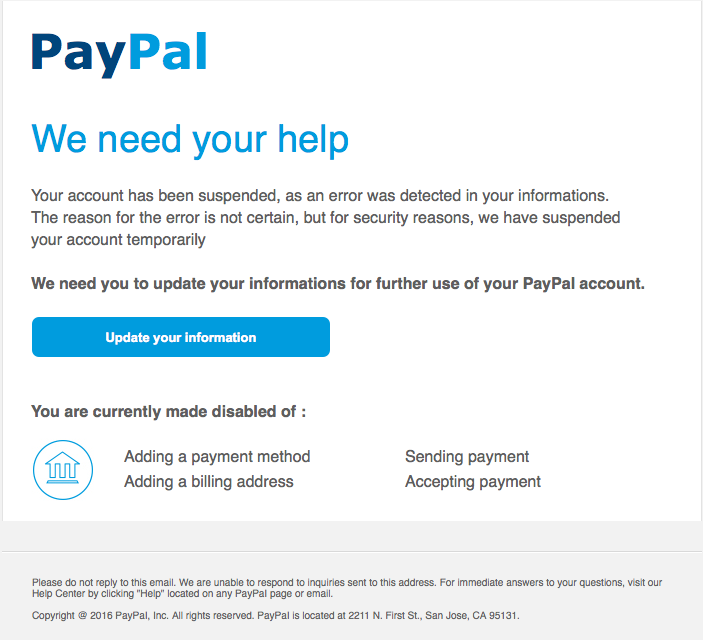 PayPal
We need your help
Your account has been suspended, as an error was detected in your informations.
The reason for the error is not certain, but for security reasons, we have suspended
your account temporarily
We need you to update your informations for further use of your PayPal account.
Update your information
You are currently made disabled of :
Adding a payment method
Adding a billing address
Sending payment
Accepting payment
Please do not reply to this email. We are unable to respond to inquiries sent to this address. For immediate answers to your questions, visit our
Help Center by clicking "Help" located on any PayPal page or email.
Copyright @ 2016 PayPal, Inc. All rights reserved. PayPal is located at 2211 N. First St., San Jose, CA 95131.